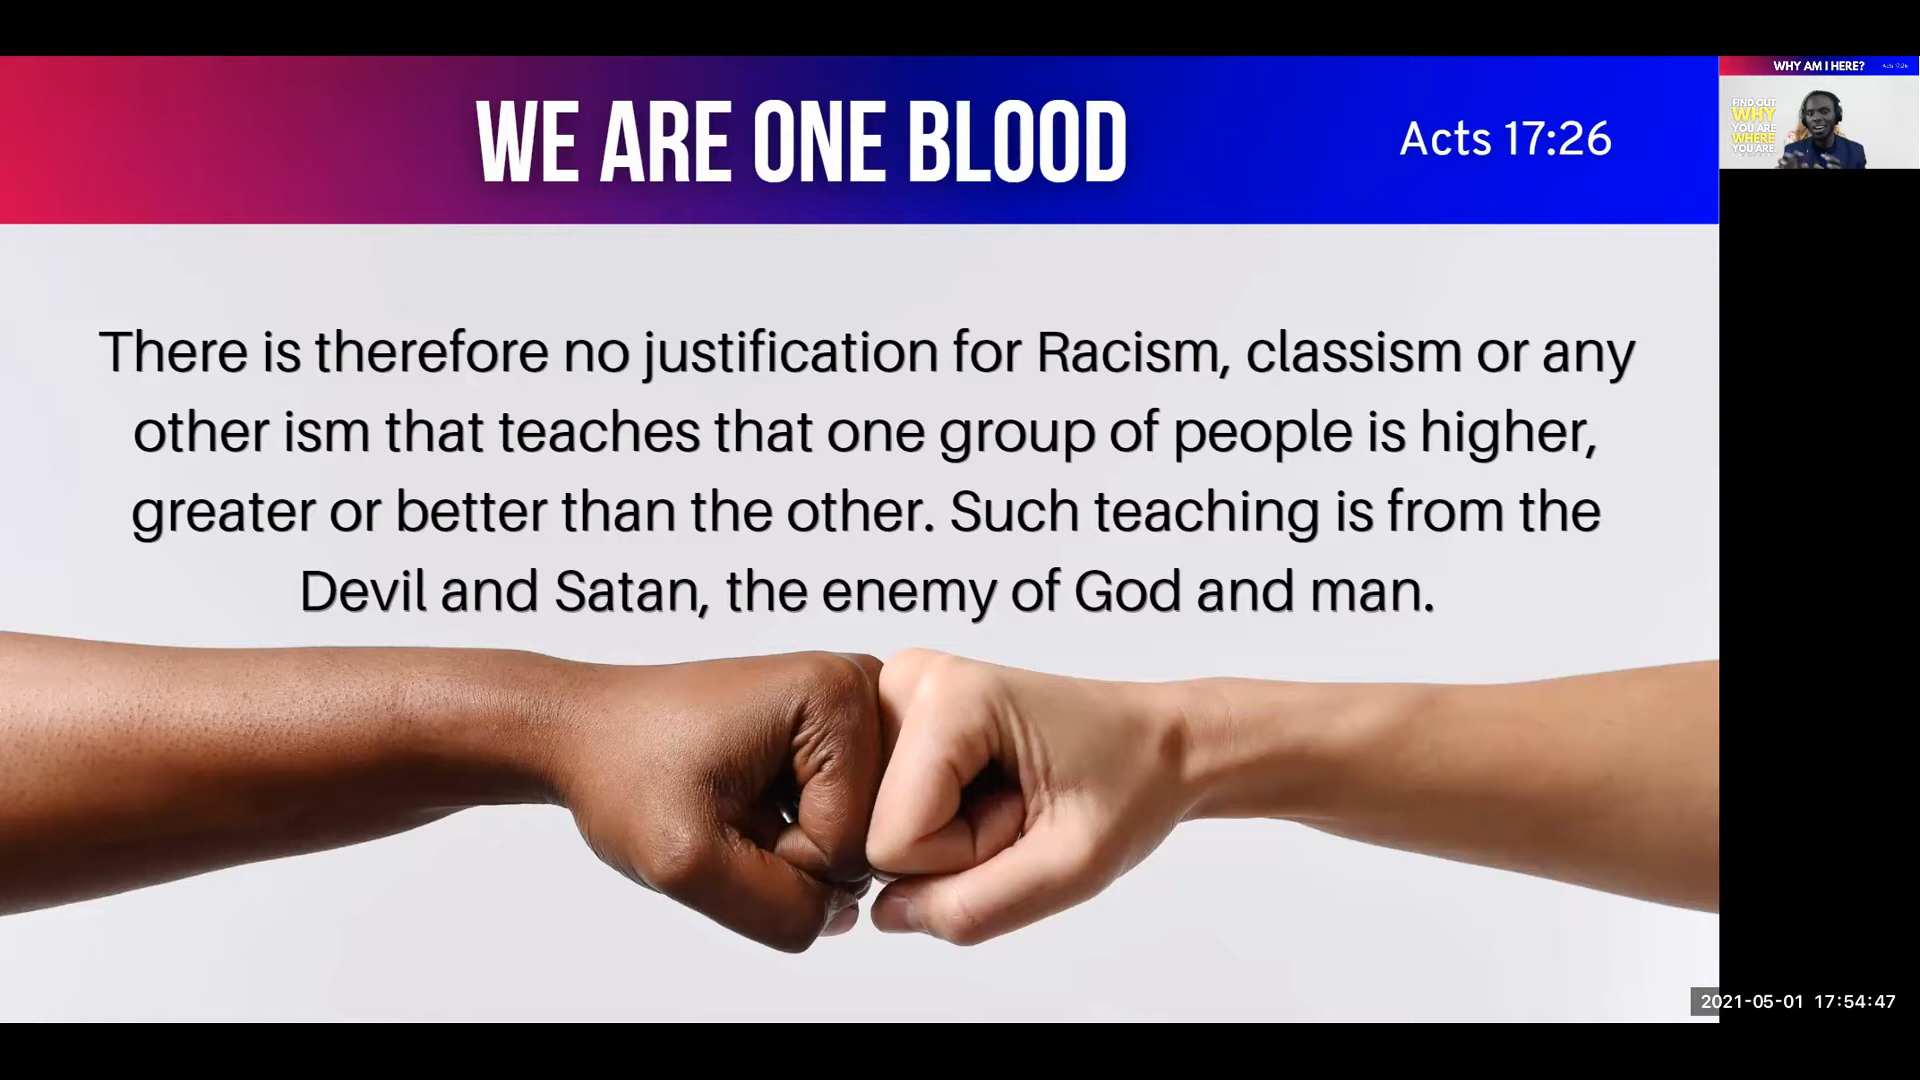 WE ARE ONE BLOOD
Acts 17:26
There is therefore no justification for Racism, classism or any
other ism that teaches that one group of people is higher,
greater or better than the other. Such teaching is from the
Devil and Satan, the enemy of God and man.
WHY AM I HERE?
Acts 17:26
FIND OUT
WHY
YOU ARE
WHERE
YOU ARE.
2021-05-01 17:54:47